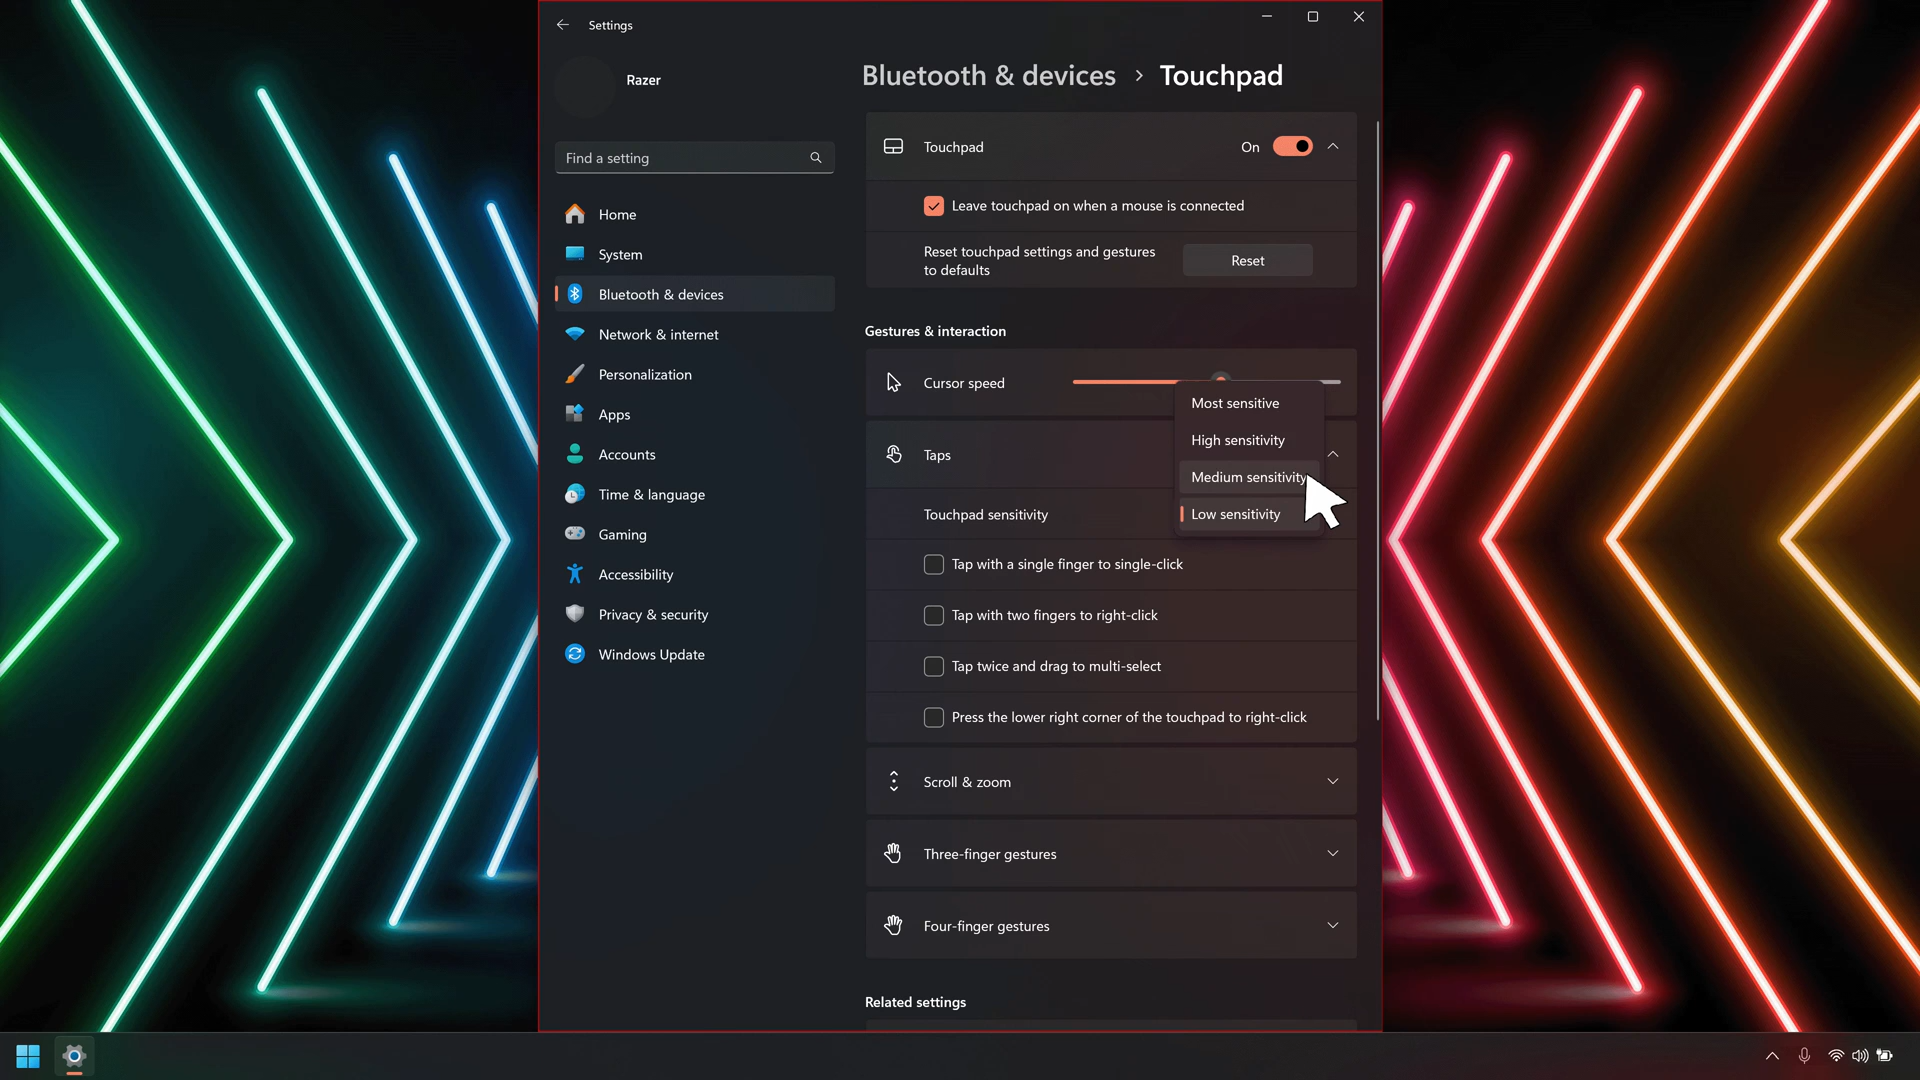 Settings
Razer
Find a setting
Home
System
Bluetooth & devices
Network & internet
Personalization
Apps
Accounts
Time & language
Gaming
Accessibility
Privacy & security
Windows Update
Bluetooth & devices › Touchpad
Touchpad On
Leave touchpad on when a mouse is connected
Reset touchpad settings and gestures
to defaults
Reset
Gestures & interaction
Cursor speed
Most sensitive
High sensitivity
Medium sensitivity
Low sensitivity
Taps
Touchpad sensitivity
Tap with a single finger to single-click
Tap with two fingers to right-click
Tap twice and drag to multi-select
Press the lower right corner of the touchpad to right-click
Scroll & zoom
Three-finger gestures
Four-finger gestures
Related settings